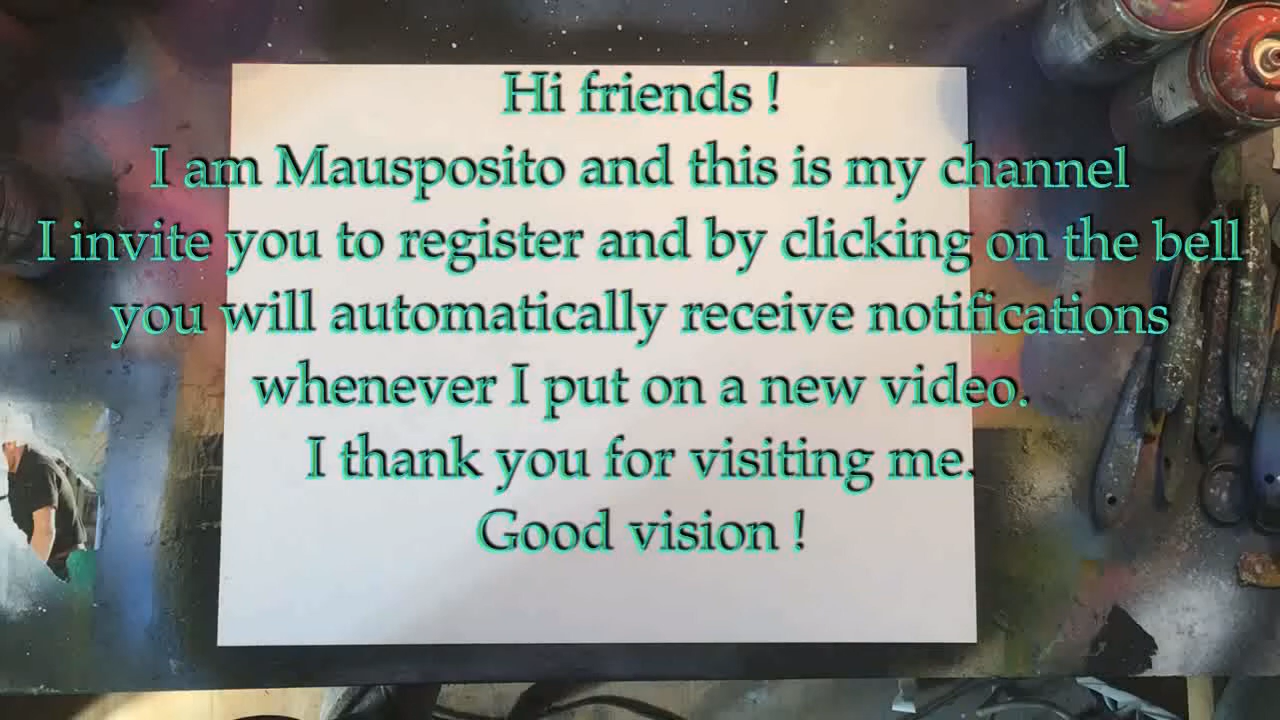 Hi friends !
I am Mausposito and this is my channel
I invite you to register and by clicking on the bell
you will automatically receive notifications
whenever I put on a new video.
I thank you for visiting me.
Good vision !